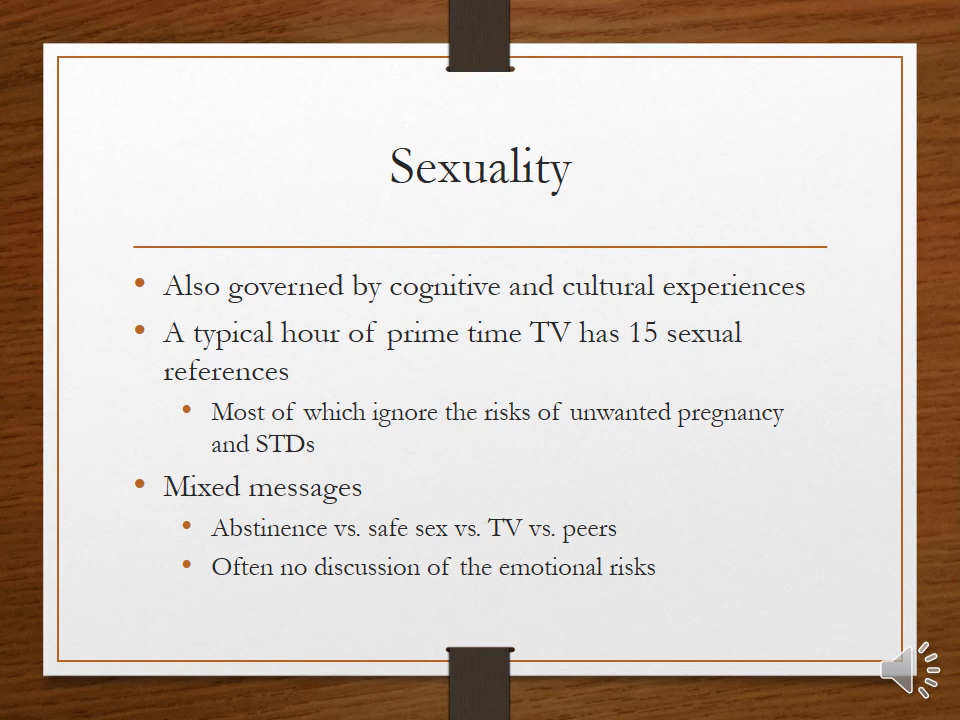 Sexuality
• Also governed by cognitive and cultural experiences
• A typical hour of prime time TV has 15 sexual
references
• Most of which ignore the risks of unwanted pregnancy
and STDs
• Mixed messages
• Abstinence vs. safe sex vs. TV vs. peers
• Often no discussion of the emotional risks